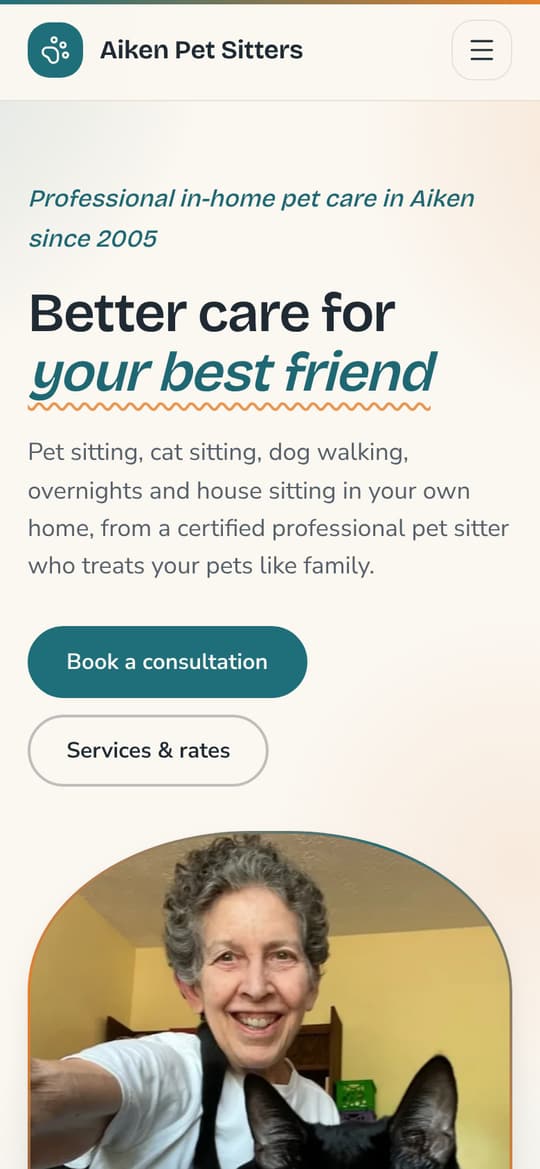 Aiken Pet Sitters
Professional in-home pet care in Aiken
since 2005
Better care for
your best friend
Pet sitting, cat sitting, dog walking,
overnights and house sitting in your own
home, from a certified professional pet sitter
who treats your pets like family.
Book a consultation
Services & rates